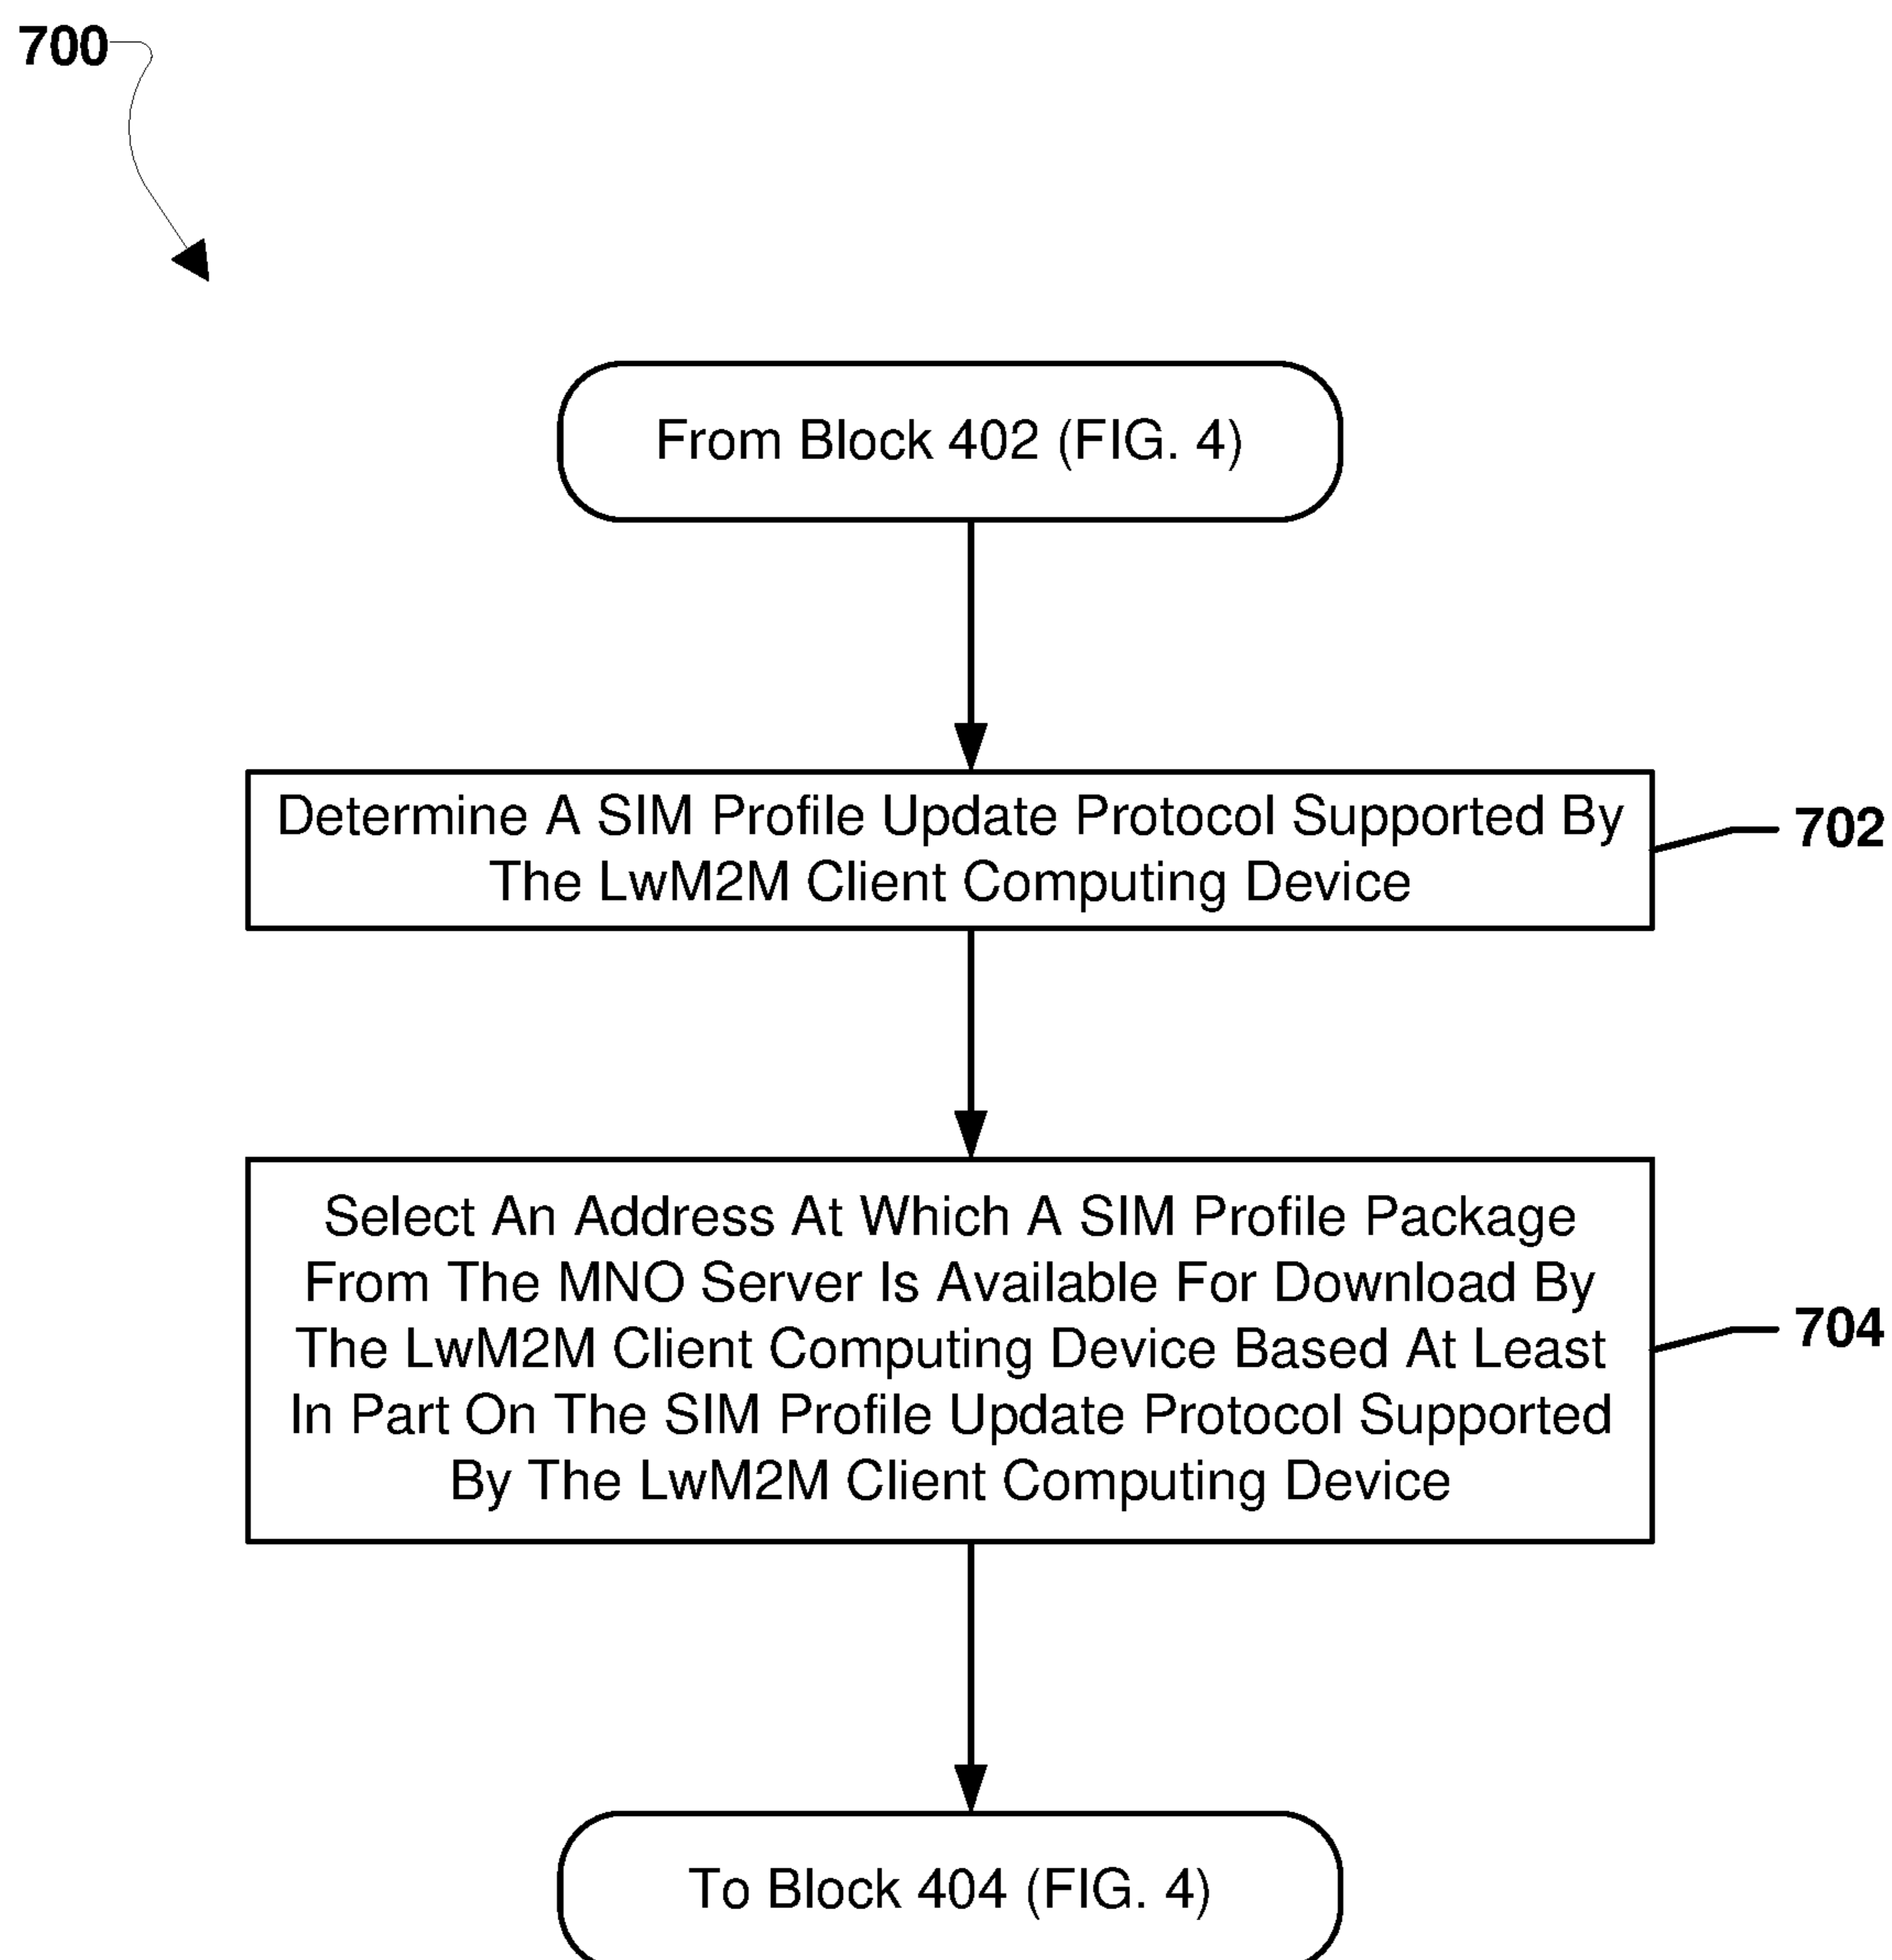 700
From Block 402 (FIG. 4)
Determine A SIM Profile Update Protocol Supported By
The LwM2M Client Computing Device
702
Select An Address At Which A SIM Profile Package
From The MNO Server Is Available For Download By
The LwM2M Client Computing Device Based At Least
In Part On The SIM Profile Update Protocol Supported
By The LwM2M Client Computing Device
704
To Block 404 (FIG. 4)